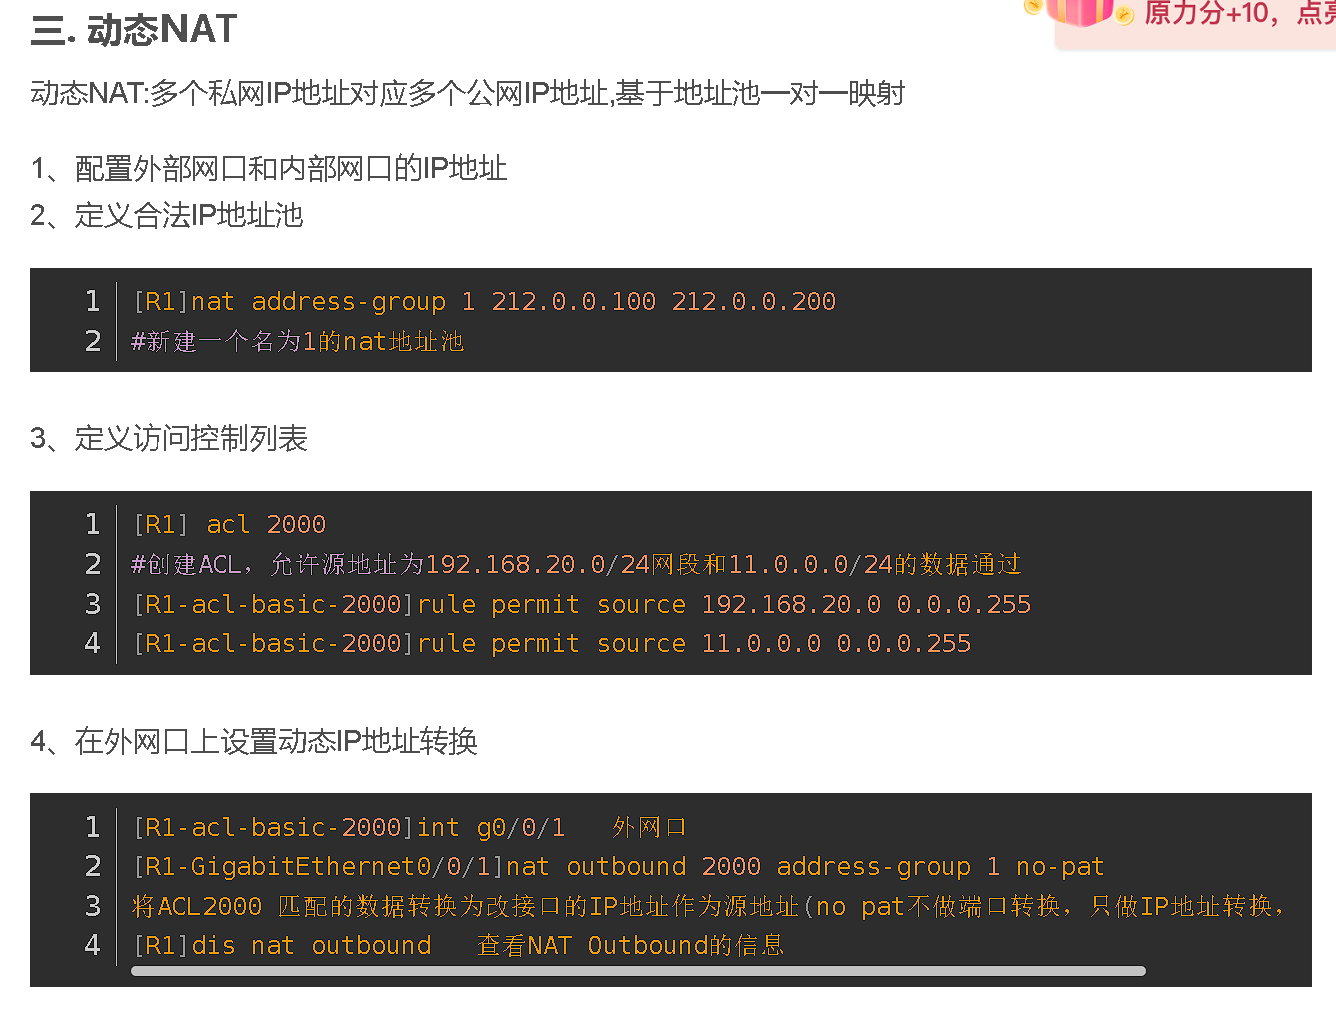 三. 动态NAT
原力分+10，点亮
动态NAT:多个私网IP地址对应多个公网IP地址,基于地址池一对一映射
1、配置外部网口和内部网口的IP地址
2、定义合法IP地址池
1 [R1]nat address-group 1 212.0.0.100 212.0.0.200
2 #新建一个名为1的nat地址池
3、定义访问控制列表
1 [R1] acl 2000
2 #创建ACL，允许源地址为192.168.20.0/24网段和11.0.0.0/24的数据通过
3 [R1-acl-basic-2000]rule permit source 192.168.20.0 0.0.0.255
4 [R1-acl-basic-2000]rule permit source 11.0.0.0 0.0.0.255
4、在外网口上设置动态IP地址转换
1 [R1-acl-basic-2000]int g0/0/1 外网口
2 [R1-GigabitEthernet0/0/1]nat outbound 2000 address-group 1 no-pat
3 将ACL2000 匹配的数据转换为改接口的IP地址作为源地址(no pat不做端口转换，只做IP地址转换，
4 [R1]dis nat outbound 查看NAT Outbound的信息